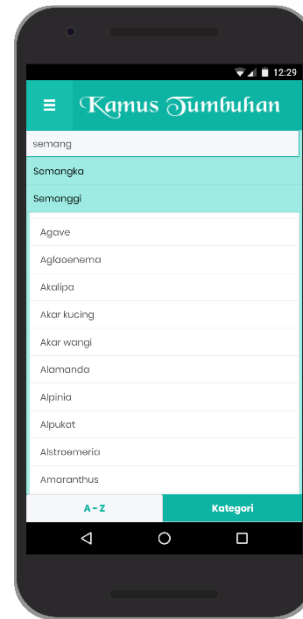 12:29
Kamus Tumbuhan
semang
Semangka
Semanggi
Agave
Aglaoenema
Akalipa
Akar kucing
Akar wangi
Alamanda
Alpinia
Alpukat
Alstroemeria
Amaranthus
A - Z
Kategori